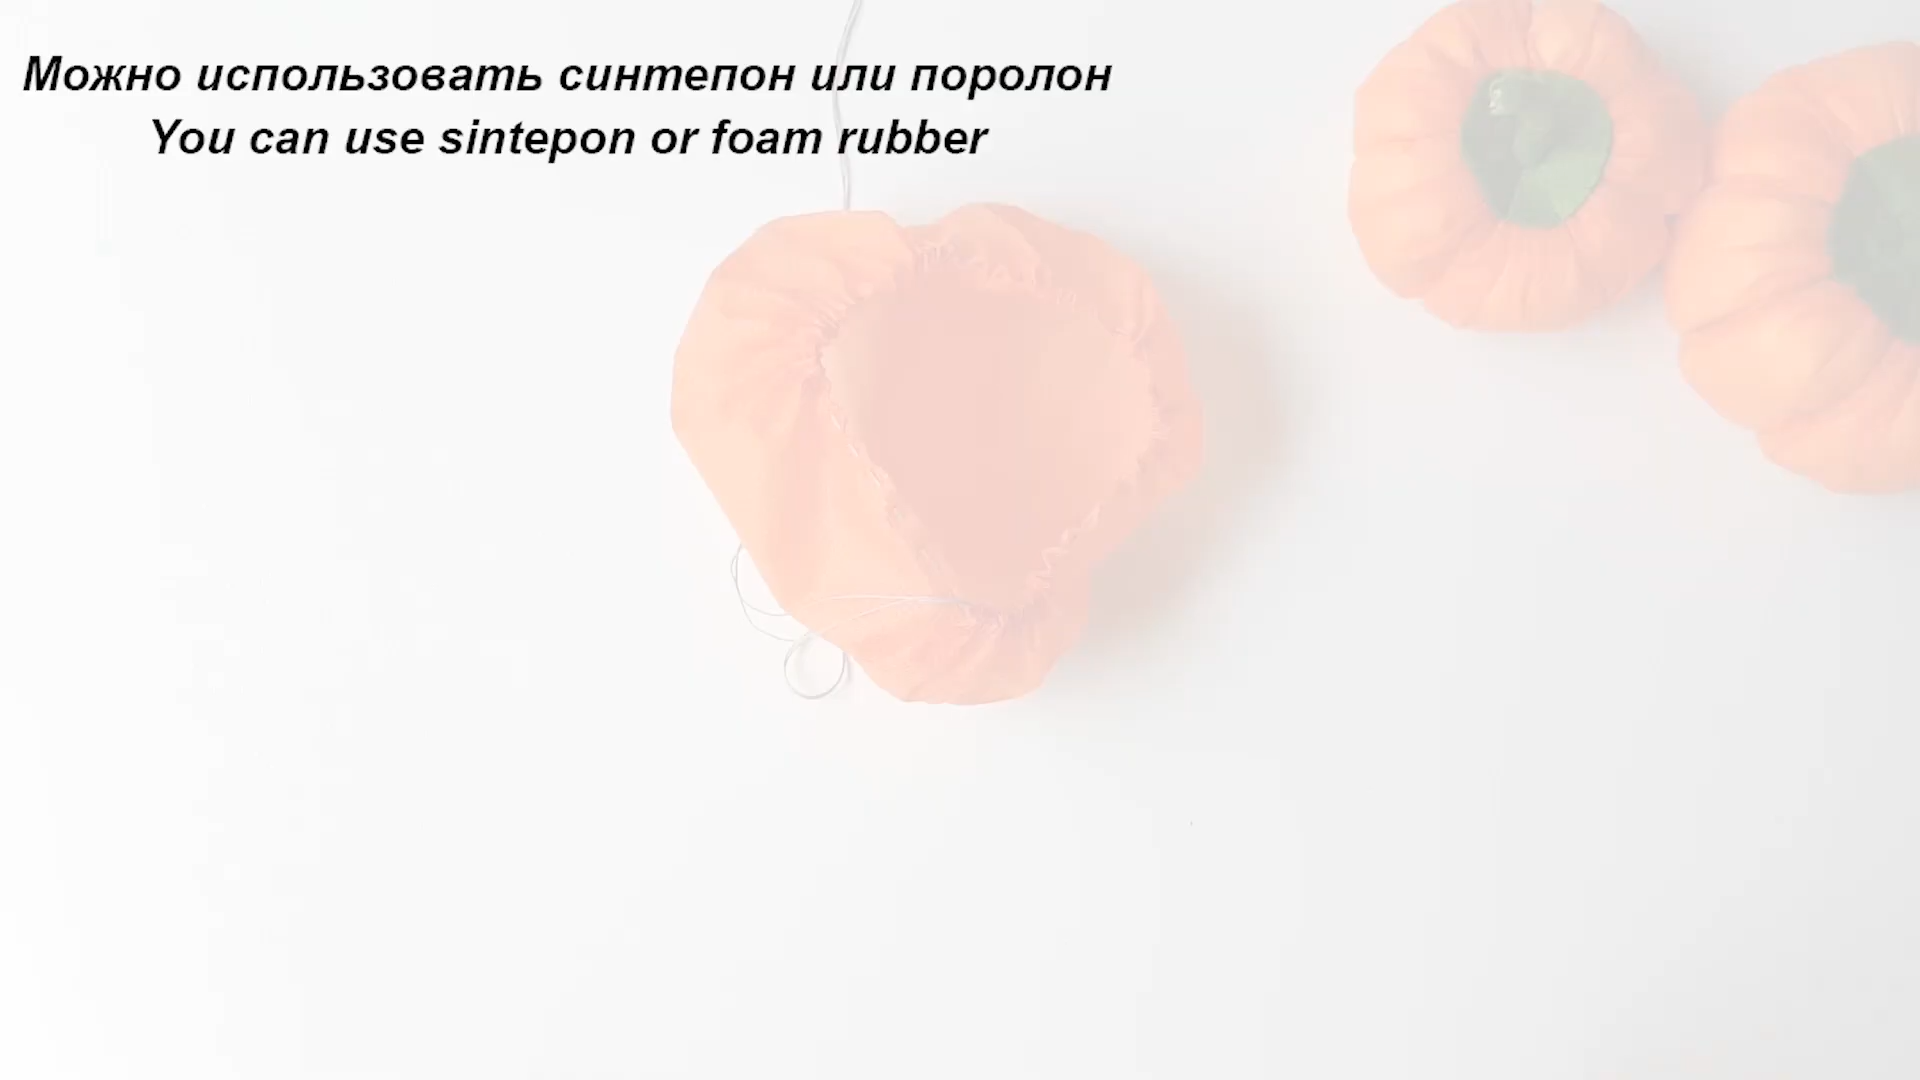 Можно использовать синтепон или поролон
You can use sintepon or foam rubber